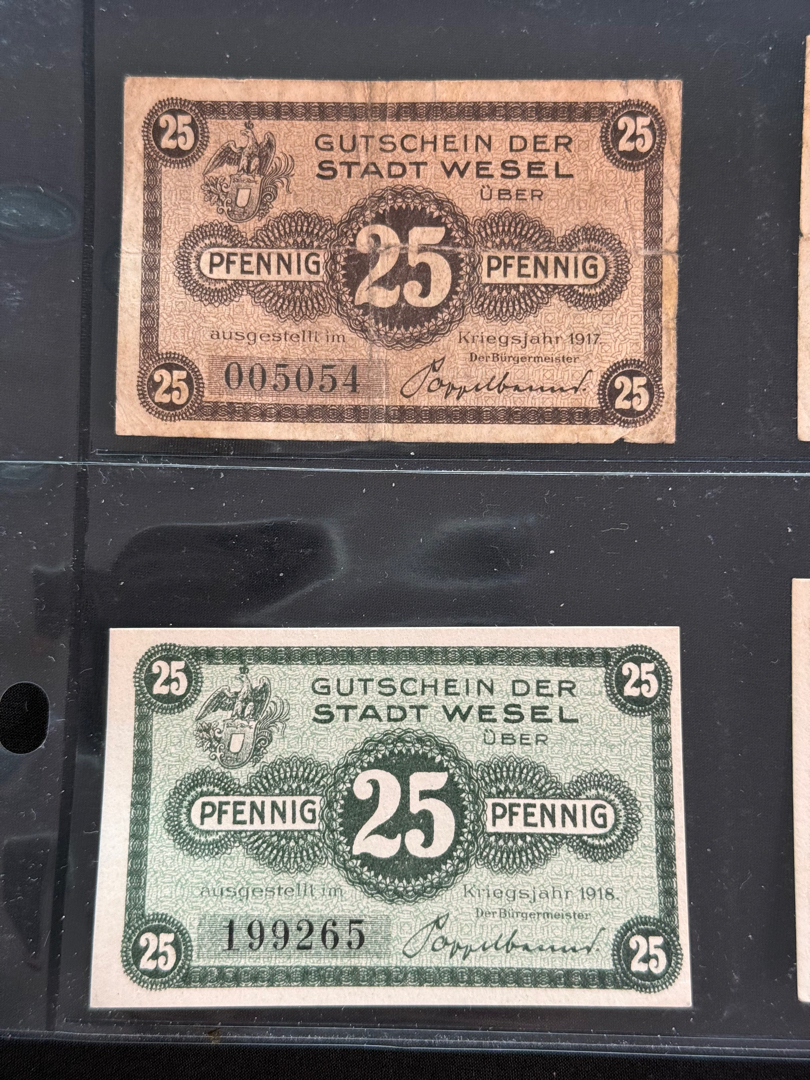 25 25
GUTSCHEIN DER
STADT WESEL
ÜBER
PFENNIG 25 PFENNIG
ausgestellt im Kriegsjahr 1917.
Der Bürgermeister
25 005054 Poppelbaum. 25
25 25
GUTSCHEIN DER
STADT WESEL
ÜBER
PFENNIG 25 PFENNIG
ausgestellt im Kriegsjahr 1918.
Der Bürgermeister
25 199265 Poppelbaum. 25